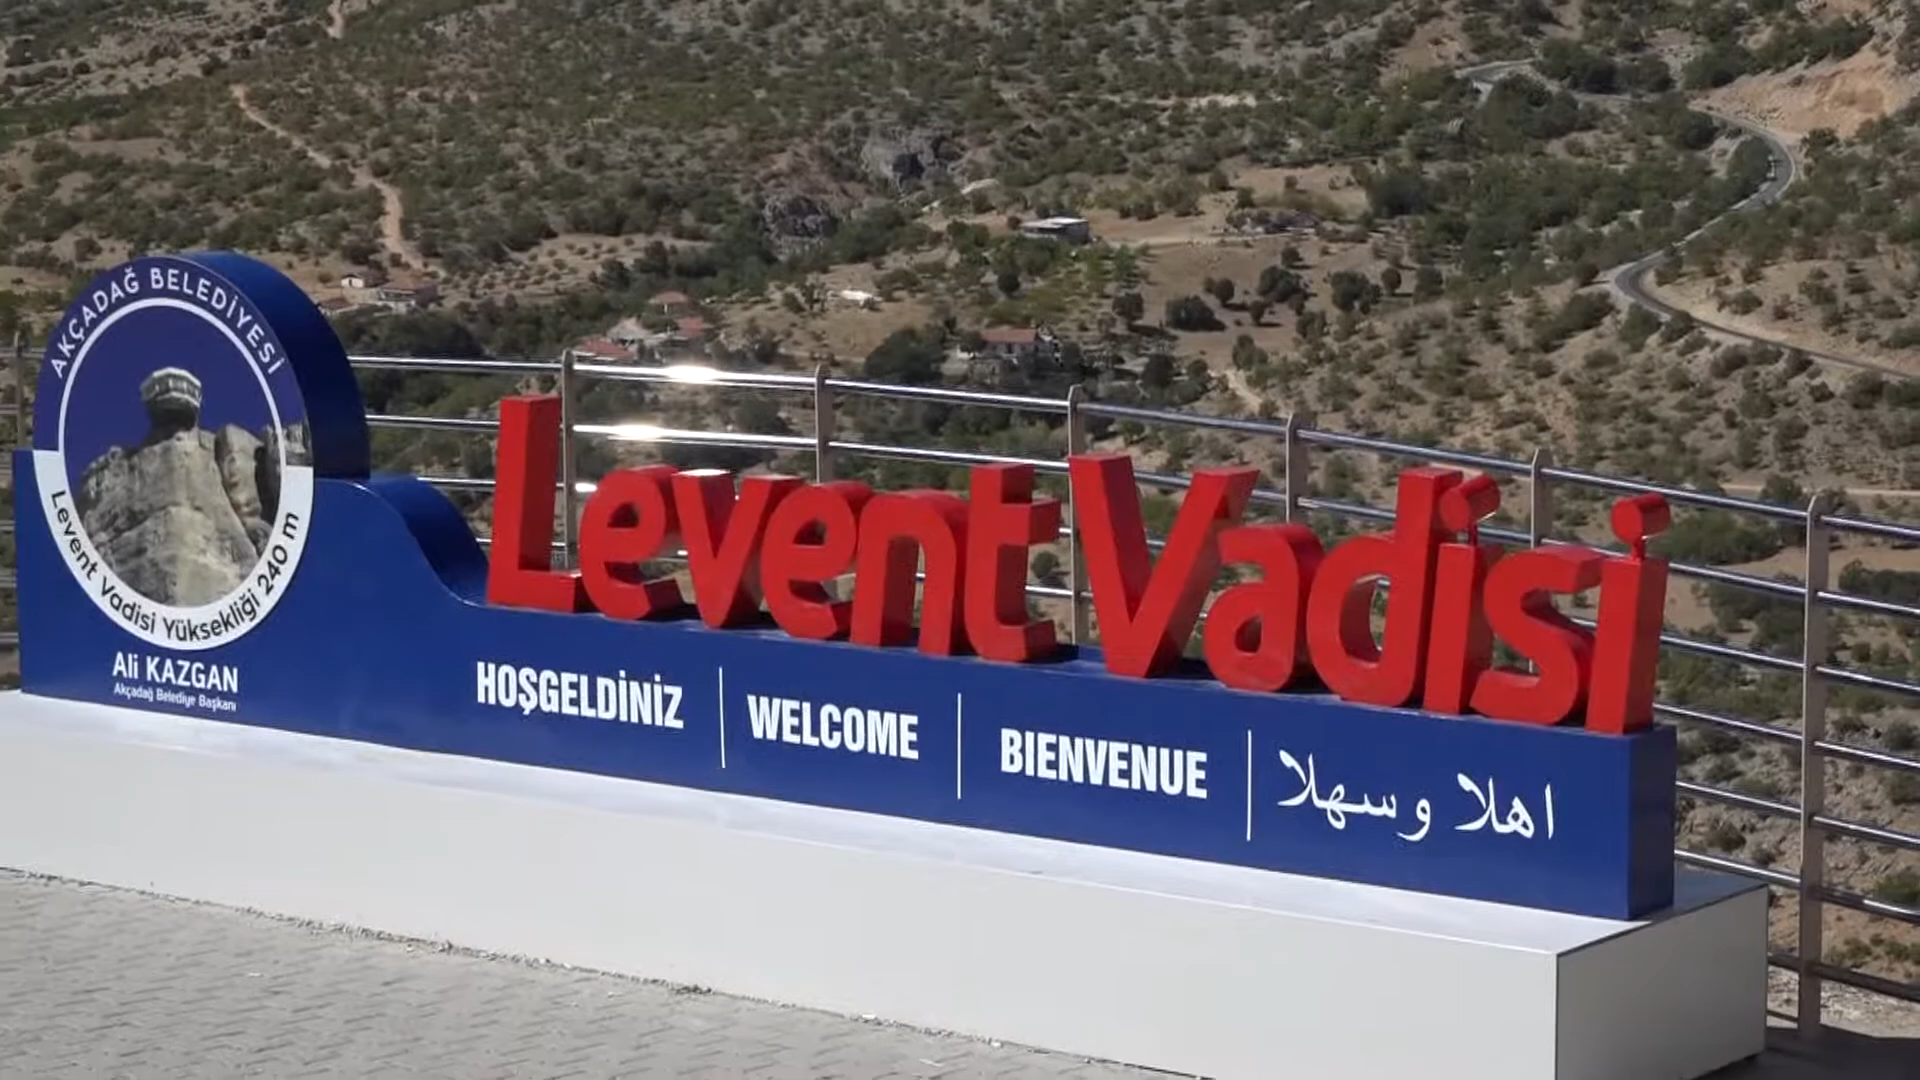 AKÇADAĞ BELEDİYESİ
Levent Vadisi Yüksekliği 240 m
Ali KAZGAN
Akçadağ Belediye Başkanı
Levent Vadisi
HOŞGELDİNİZ
WELCOME
BIENVENUE
اهلا وسهلا